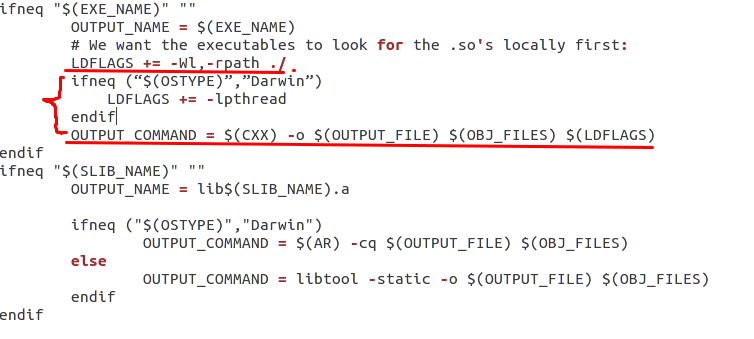 ifneq "$(EXE_NAME)" ""
        OUTPUT_NAME = $(EXE_NAME)
        # We want the executables to look for the .so's locally first:
        LDFLAGS += -Wl,-rpath ./
        ifneq (“$(OSTYPE)”,”Darwin”)
            LDFLAGS += -lpthread
        endif
        OUTPUT_COMMAND = $(CXX) -o $(OUTPUT_FILE) $(OBJ_FILES) $(LDFLAGS)
endif
ifneq "$(SLIB_NAME)" ""
        OUTPUT_NAME = lib$(SLIB_NAME).a

        ifneq ("$(OSTYPE)","Darwin")
                OUTPUT_COMMAND = $(AR) -cq $(OUTPUT_FILE) $(OBJ_FILES)
        else
                OUTPUT_COMMAND = libtool -static -o $(OUTPUT_FILE) $(OBJ_FILES)
        endif
endif